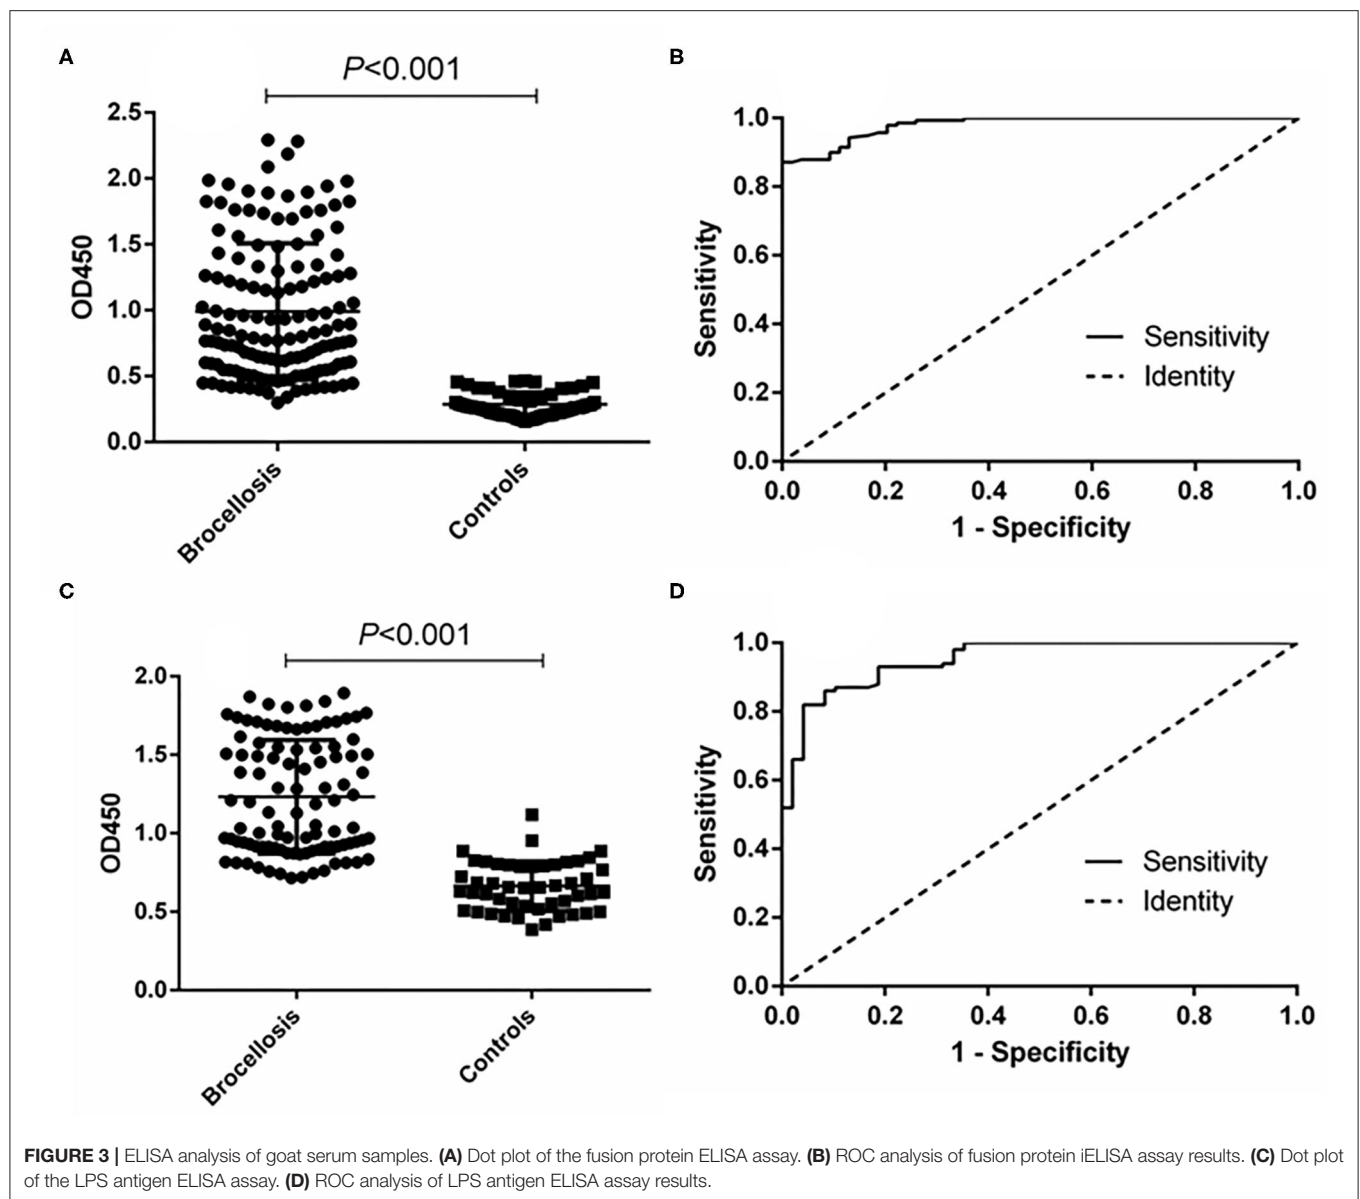 A
P<0.001
2.5
2.0
1.5
1.0
0.5
0.0
OD450
Brocellosis
Controls
B
1.0
0.8
0.6
0.4
0.2
0.0
Sensitivity
Sensitivity
Identity
0.0 0.2 0.4 0.6 0.8 1.0
1 - Specificity
C
P<0.001
2.0
1.5
1.0
0.5
0.0
OD450
Brocellosis
Controls
D
1.0
0.8
0.6
0.4
0.2
0.0
Sensitivity
Sensitivity
Identity
0.0 0.2 0.4 0.6 0.8 1.0
1 - Specificity
FIGURE 3 | ELISA analysis of goat serum samples. (A) Dot plot of the fusion protein ELISA assay. (B) ROC analysis of fusion protein iELISA assay results. (C) Dot plot
of the LPS antigen ELISA assay. (D) ROC analysis of LPS antigen ELISA assay results.